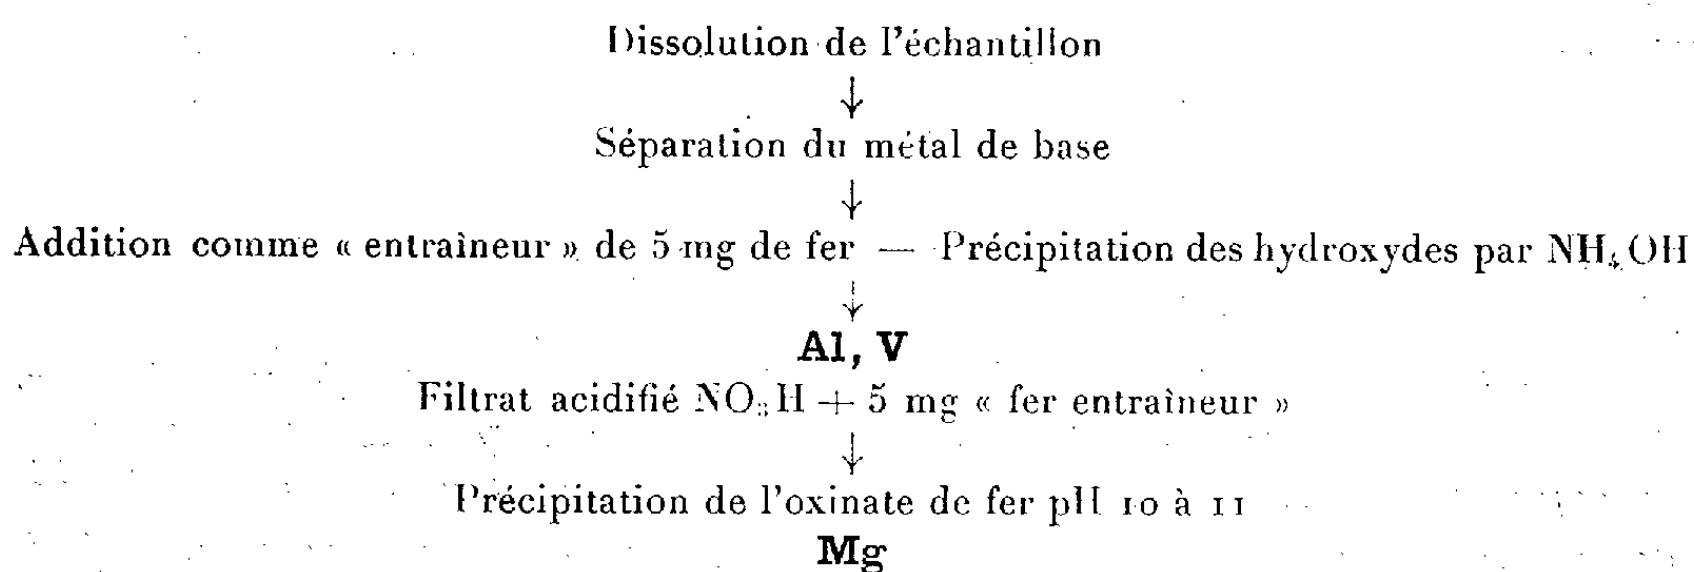 Dissolution de l'échantillon
↓
Séparation du métal de base
↓
Addition comme « entraîneur » de 5 mg de fer — Précipitation des hydroxydes par NH₄OH
↓
Al, V
Filtrat acidifié NO₃H + 5 mg « fer entraîneur »
↓
Précipitation de l'oxinate de fer pH 10 à 11
Mg